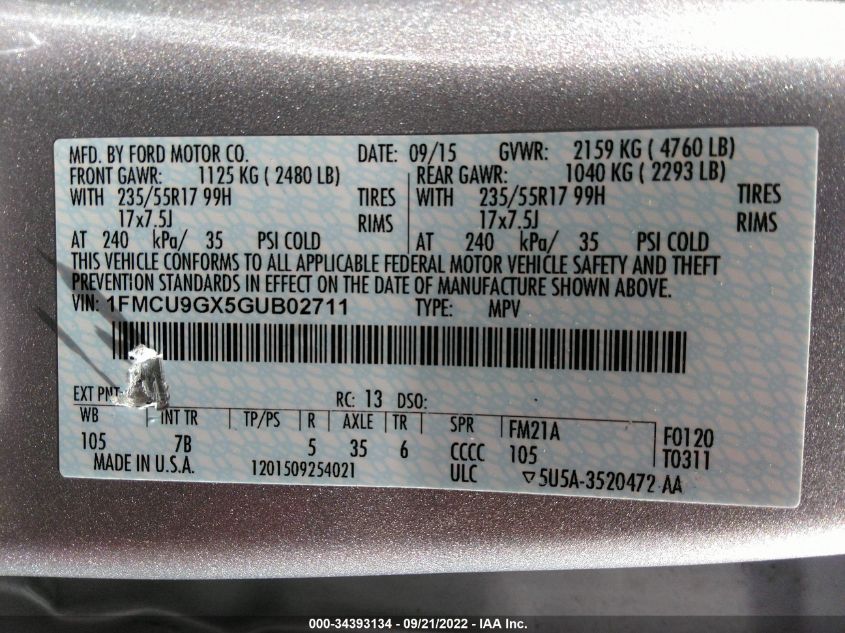 MFD. BY FORD MOTOR CO. DATE: 09/15 GVWR: 2159 KG ( 4760 LB)
FRONT GAWR: 1125 KG ( 2480 LB) REAR GAWR: 1040 KG ( 2293 LB)
WITH 235/55R17 99H TIRES WITH 235/55R17 99H TIRES
17x7.5J RIMS 17x7.5J RIMS
AT 240 kPa/ 35 PSI COLD AT 240 kPa/ 35 PSI COLD
THIS VEHICLE CONFORMS TO ALL APPLICABLE FEDERAL MOTOR VEHICLE SAFETY AND THEFT
PREVENTION STANDARDS IN EFFECT ON THE DATE OF MANUFACTURE SHOWN ABOVE.
VIN: 1FMCU9GX5GUB02711 TYPE: MPV
EXT PNT: RC: 13 DSO:
WB INT TR TP/PS R AXLE TR SPR FM21A F0120
105 7B 5 35 6 CCCC 105 T0311
MADE IN U.S.A. 1201509254021 ULC ▽5U5A-3520472 AA
000-34393134 - 09/21/2022 - IAA Inc.